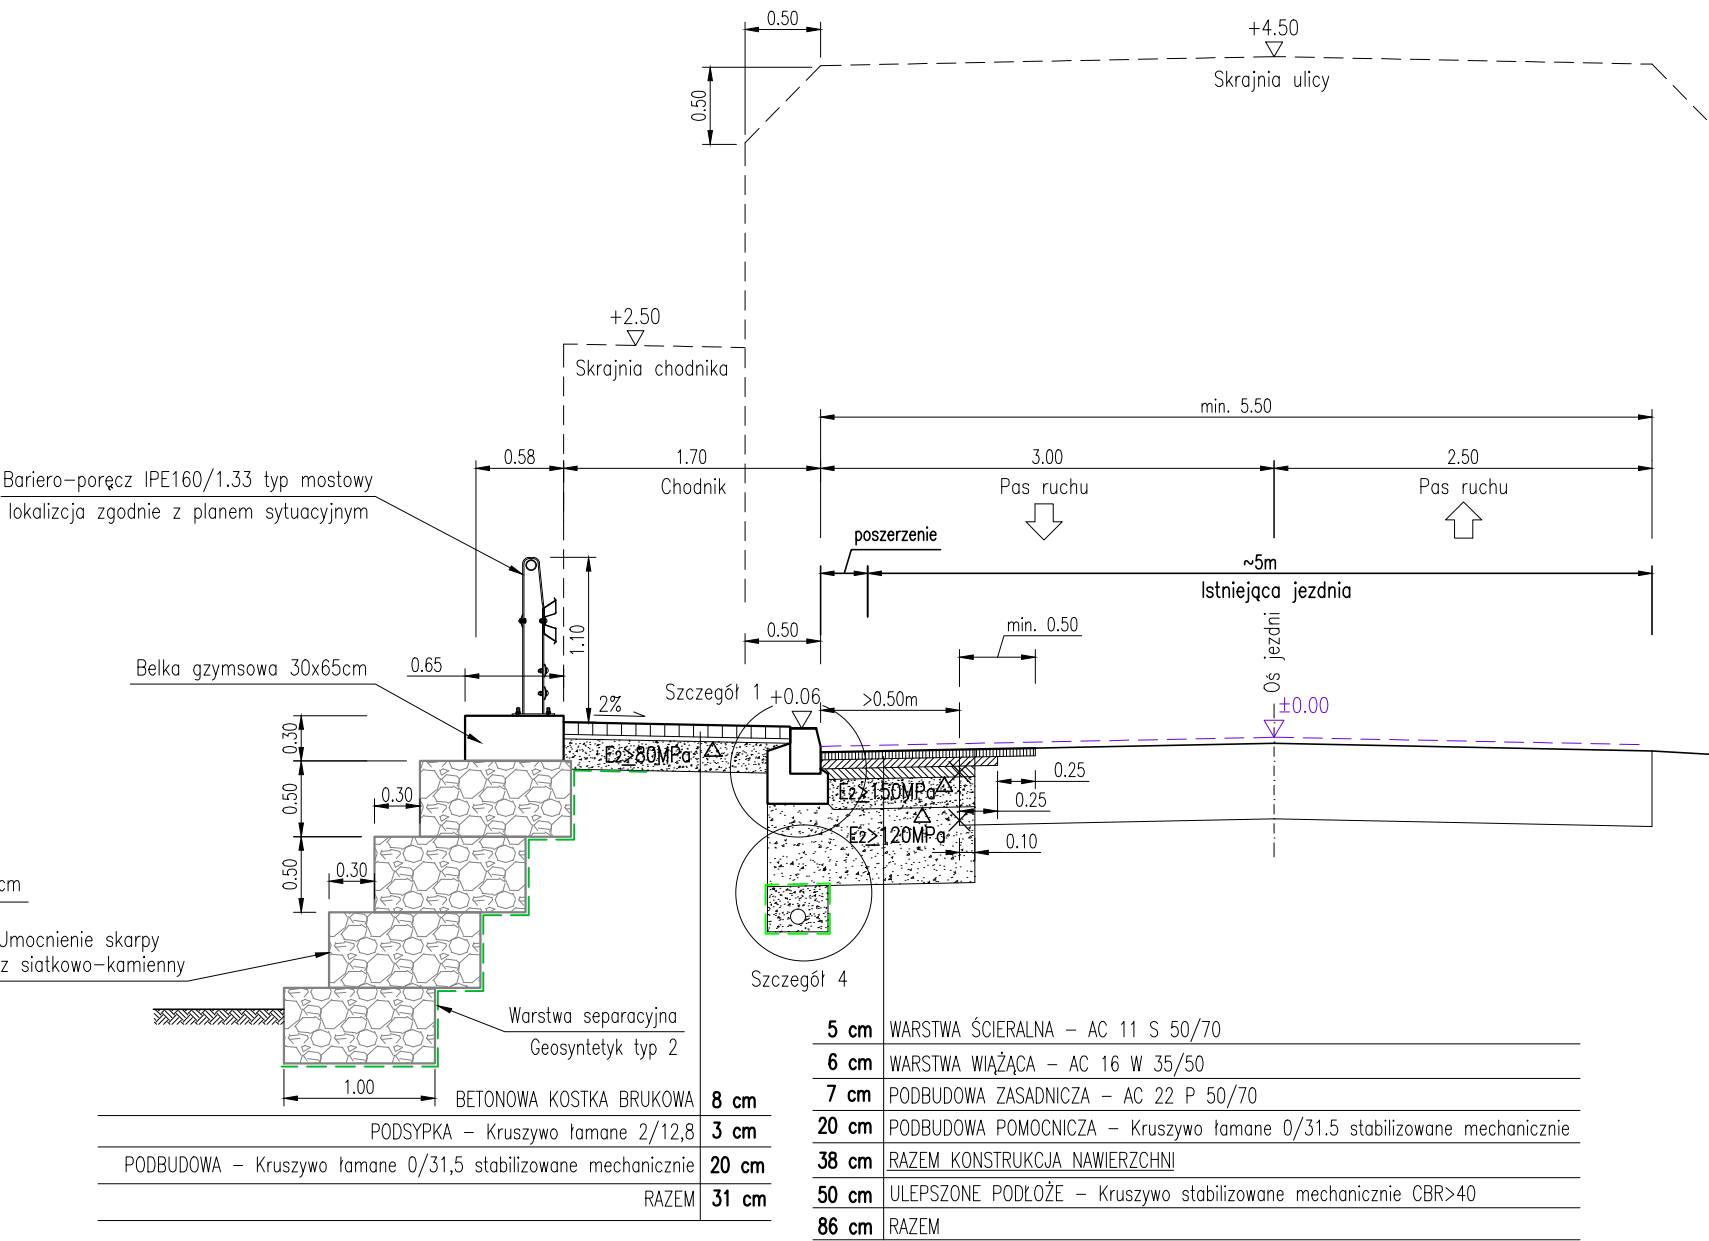 0.50
+4.50
Skrajnia ulicy
0.50
+2.50
Skrajnia chodnika
min. 5.50
0.58
1.70
3.00
2.50
Bariero-poręcz IPE160/1.33 typ mostowy
lokalizcja zgodnie z planem sytuacyjnym
Chodnik
Pas ruchu
Pas ruchu
poszerzenie
~5m
Istniejąca jezdnia
1.10
0.50
min. 0.50
Oś jezdni
Belka gzymsowa 30x65cm
0.65
Szczegół 1
+0.06
>0.50m
±0.00
2%
0.30
E2≥80MPa
0.25
E2≥150MPa
0.25
0.50
0.30
E2≥120MPa
0.10
0.50
0.30
cm
Umocnienie skarpy
z siatkowo-kamienny
Szczegół 4
Warstwa separacyjna
Geosyntetyk typ 2
1.00
BETONOWA KOSTKA BRUKOWA 8 cm
PODSYPKA - Kruszywo łamane 2/12,8 3 cm
PODBUDOWA - Kruszywo łamane 0/31,5 stabilizowane mechanicznie 20 cm
RAZEM 31 cm
5 cm WARSTWA ŚCIERALNA - AC 11 S 50/70
6 cm WARSTWA WIĄŻĄCA - AC 16 W 35/50
7 cm PODBUDOWA ZASADNICZA - AC 22 P 50/70
20 cm PODBUDOWA POMOCNICZA - Kruszywo łamane 0/31.5 stabilizowane mechanicznie
38 cm RAZEM KONSTRUKCJA NAWIERZCHNI
50 cm ULEPSZONE PODŁOŻE - Kruszywo stabilizowane mechanicznie CBR>40
86 cm RAZEM